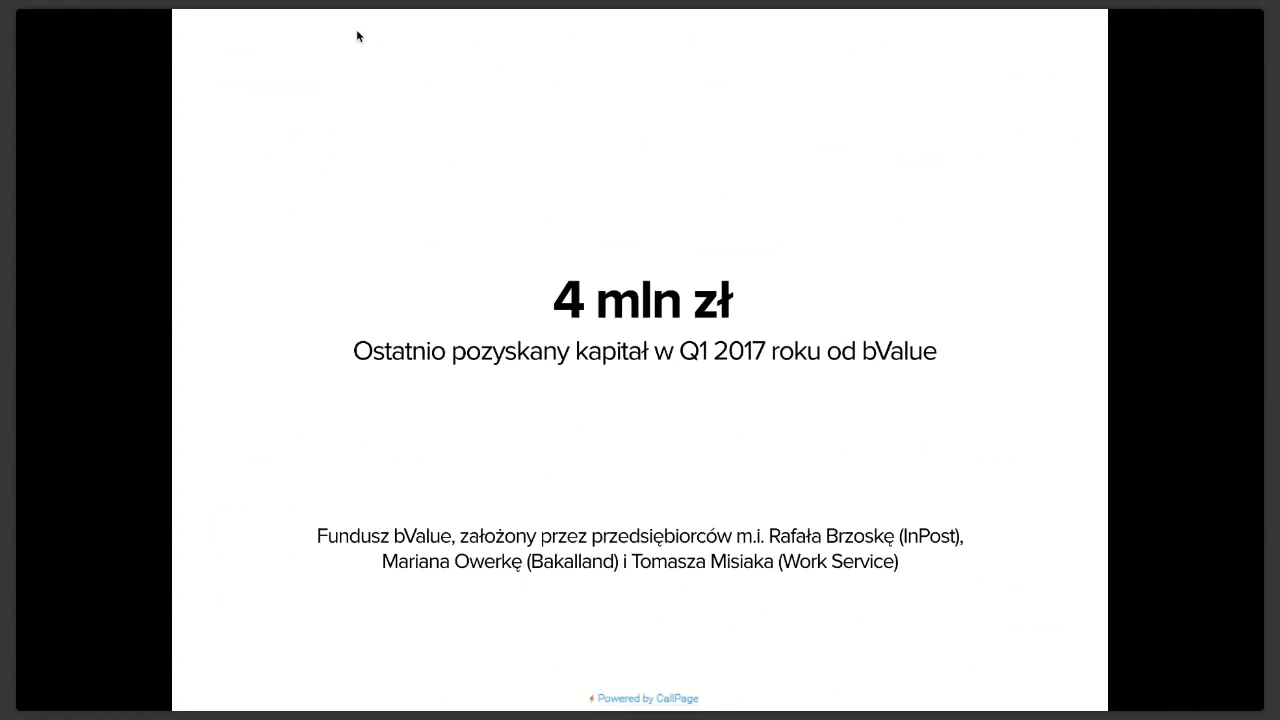 4 mln zł
Ostatnio pozyskany kapitał w Q1 2017 roku od bValue
Fundusz bValue, założony przez przedsiębiorców m.i. Rafała Brzoskę (InPost),
Mariana Owerkę (Bakalland) i Tomasza Misiaka (Work Service)
Powered by CallPage